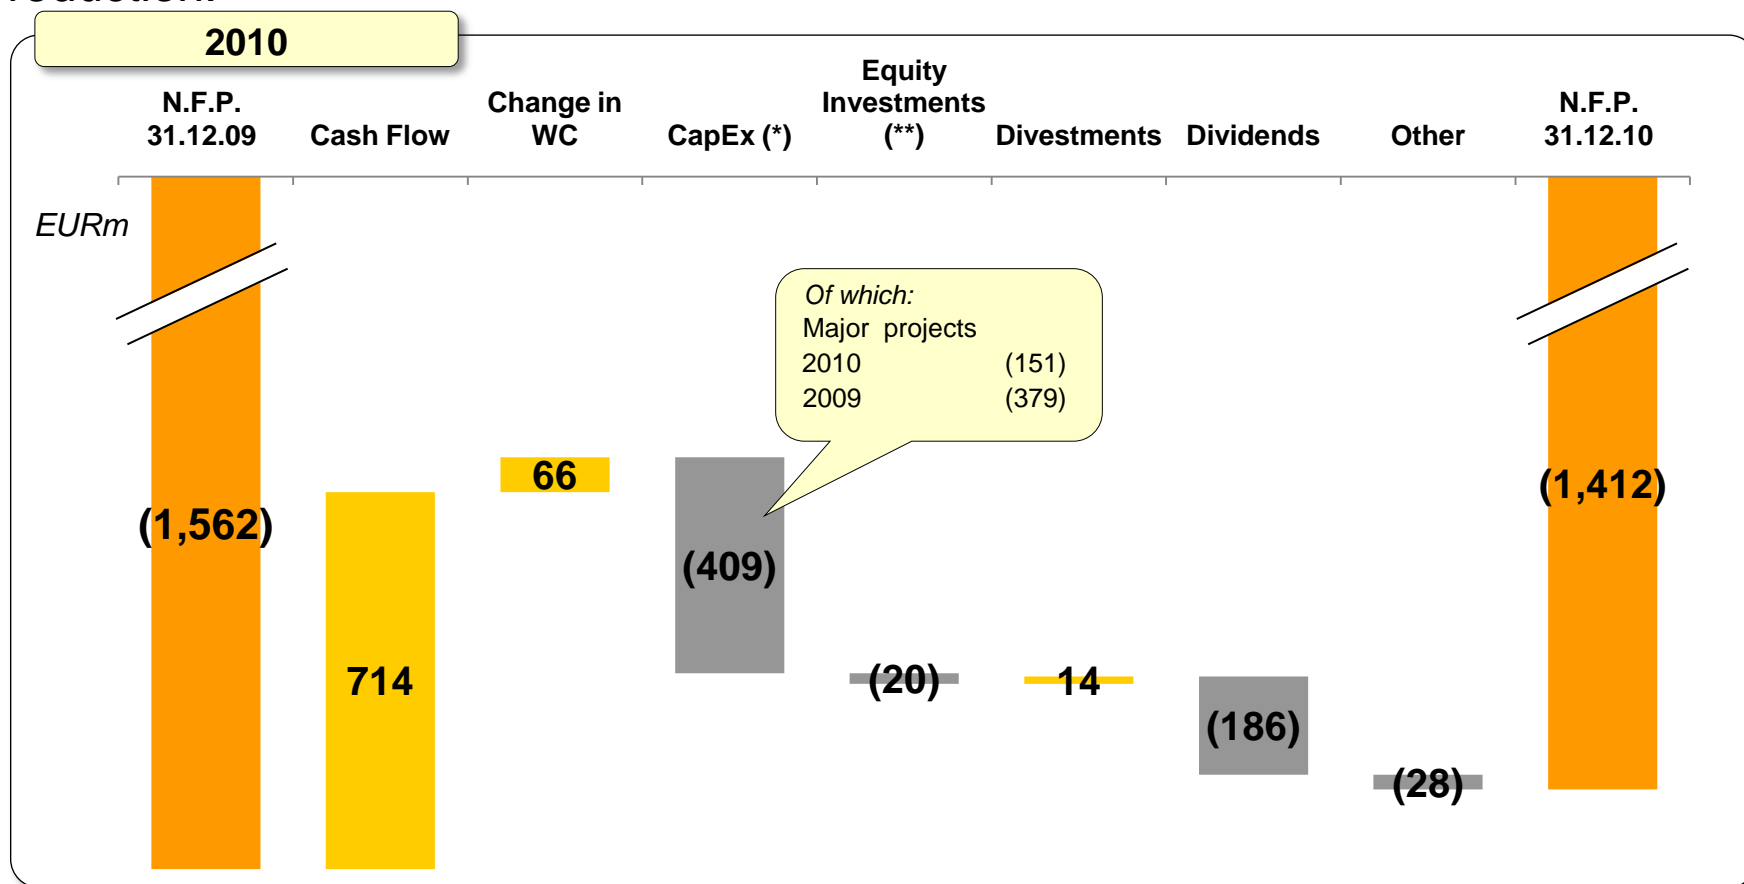 2010
N.F.P.
31.12.09
Cash Flow
Change in
WC
CapEx (*)
Equity
Investments
(**)
Divestments
Dividends
Other
N.F.P.
31.12.10
EURm
Of which:
Major projects
2010 (151)
2009 (379)
(1,562)
714
66
(409)
(20)
14
(186)
(28)
(1,412)